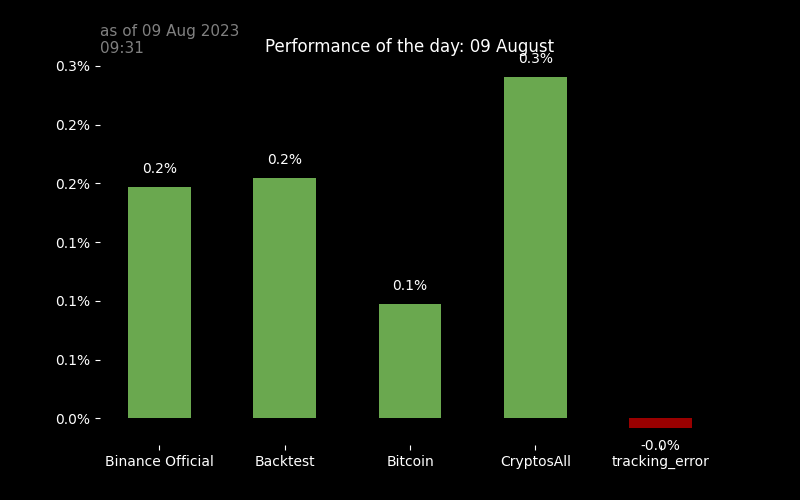 as of 09 Aug 2023
09:31
Performance of the day: 09 August
0.3%
0.2%
0.2%
0.1%
0.1%
0.1%
0.0%
0.2%
0.2%
0.1%
0.3%
-0.0%
Binance Official
Backtest
Bitcoin
CryptosAll
tracking_error